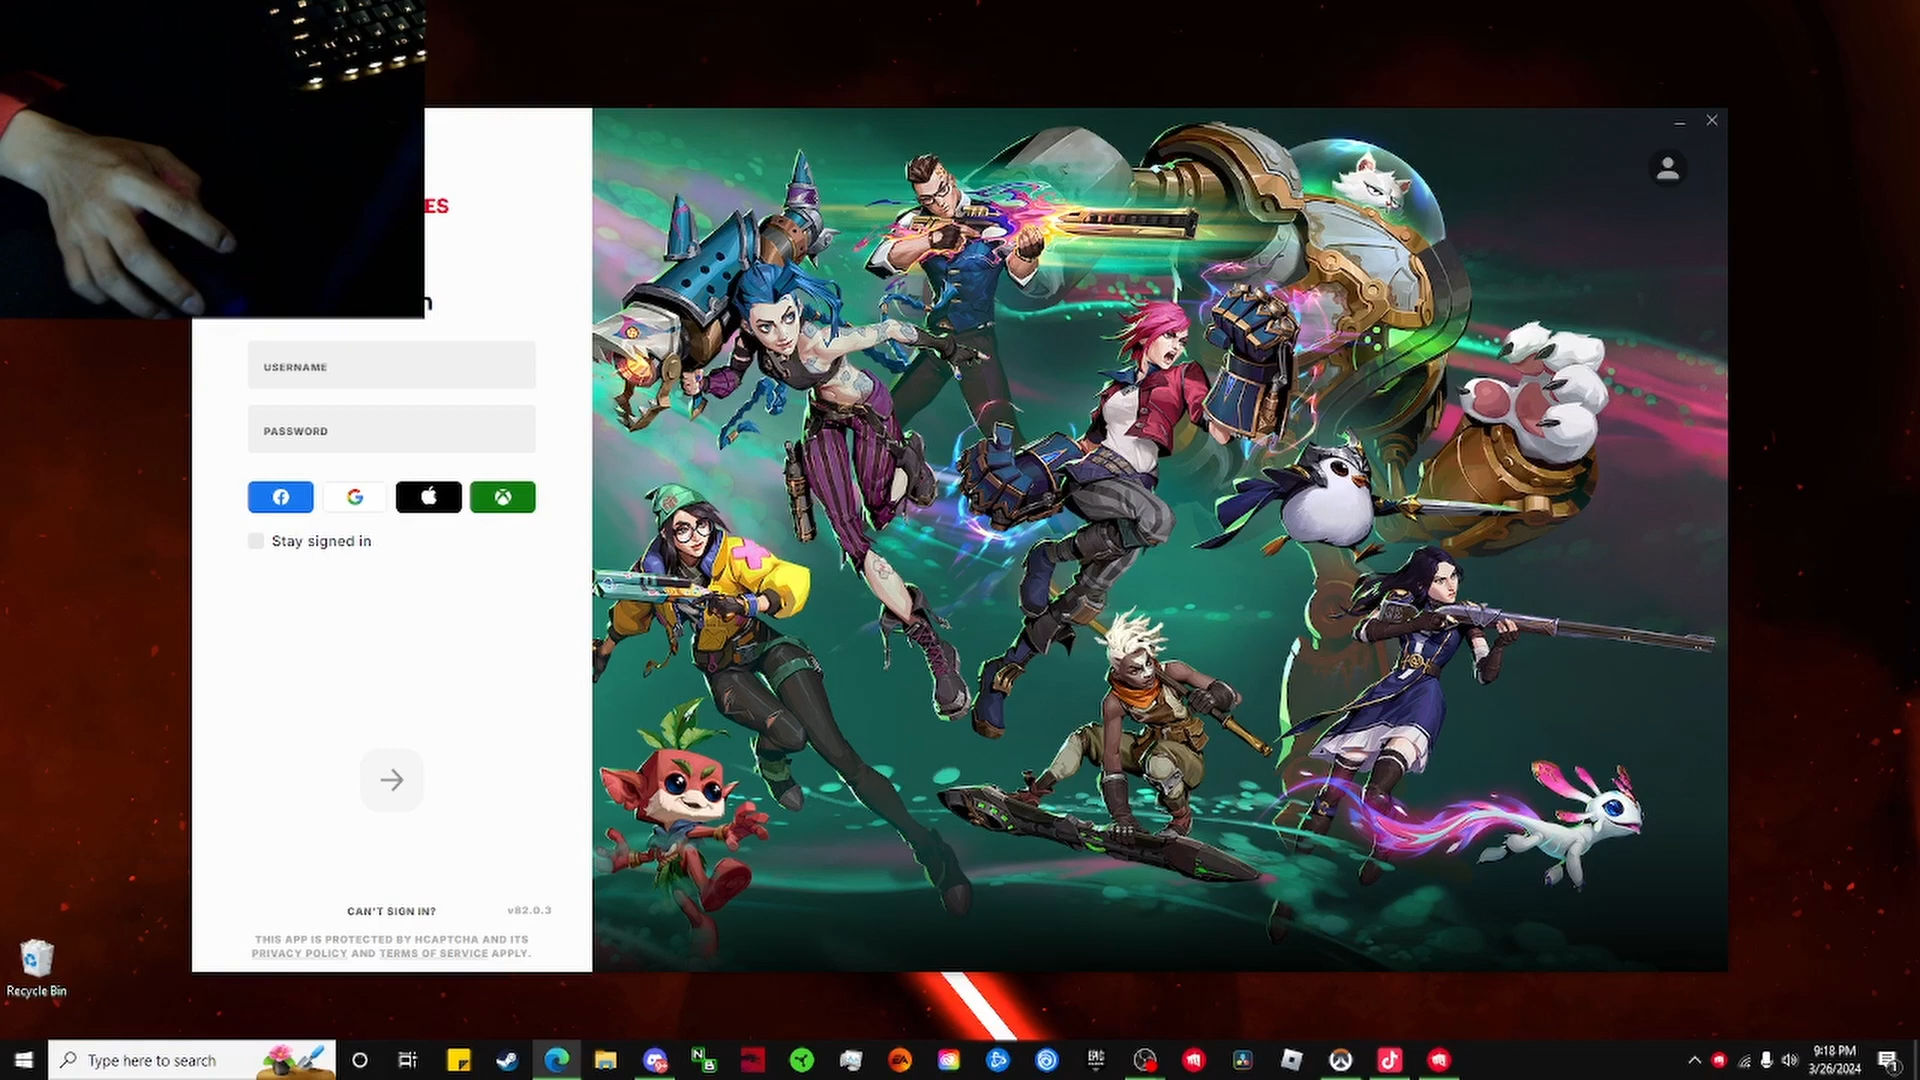 ES
n
USERNAME
PASSWORD
Stay signed in
CAN'T SIGN IN?
v82.0.3
THIS APP IS PROTECTED BY HCAPTCHA AND ITS
PRIVACY POLICY AND TERMS OF SERVICE APPLY.
Recycle Bin
Type here to search
EPIC
EA
9:18 PM
3/26/2024